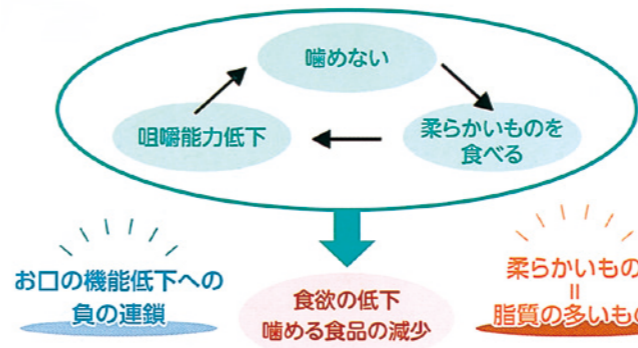 噛めない
咀嚼能力低下
柔らかいものを
食べる
お口の機能低下への
負の連鎖
食欲の低下
噛める食品の減少
柔らかいもの
||
脂質の多いもの